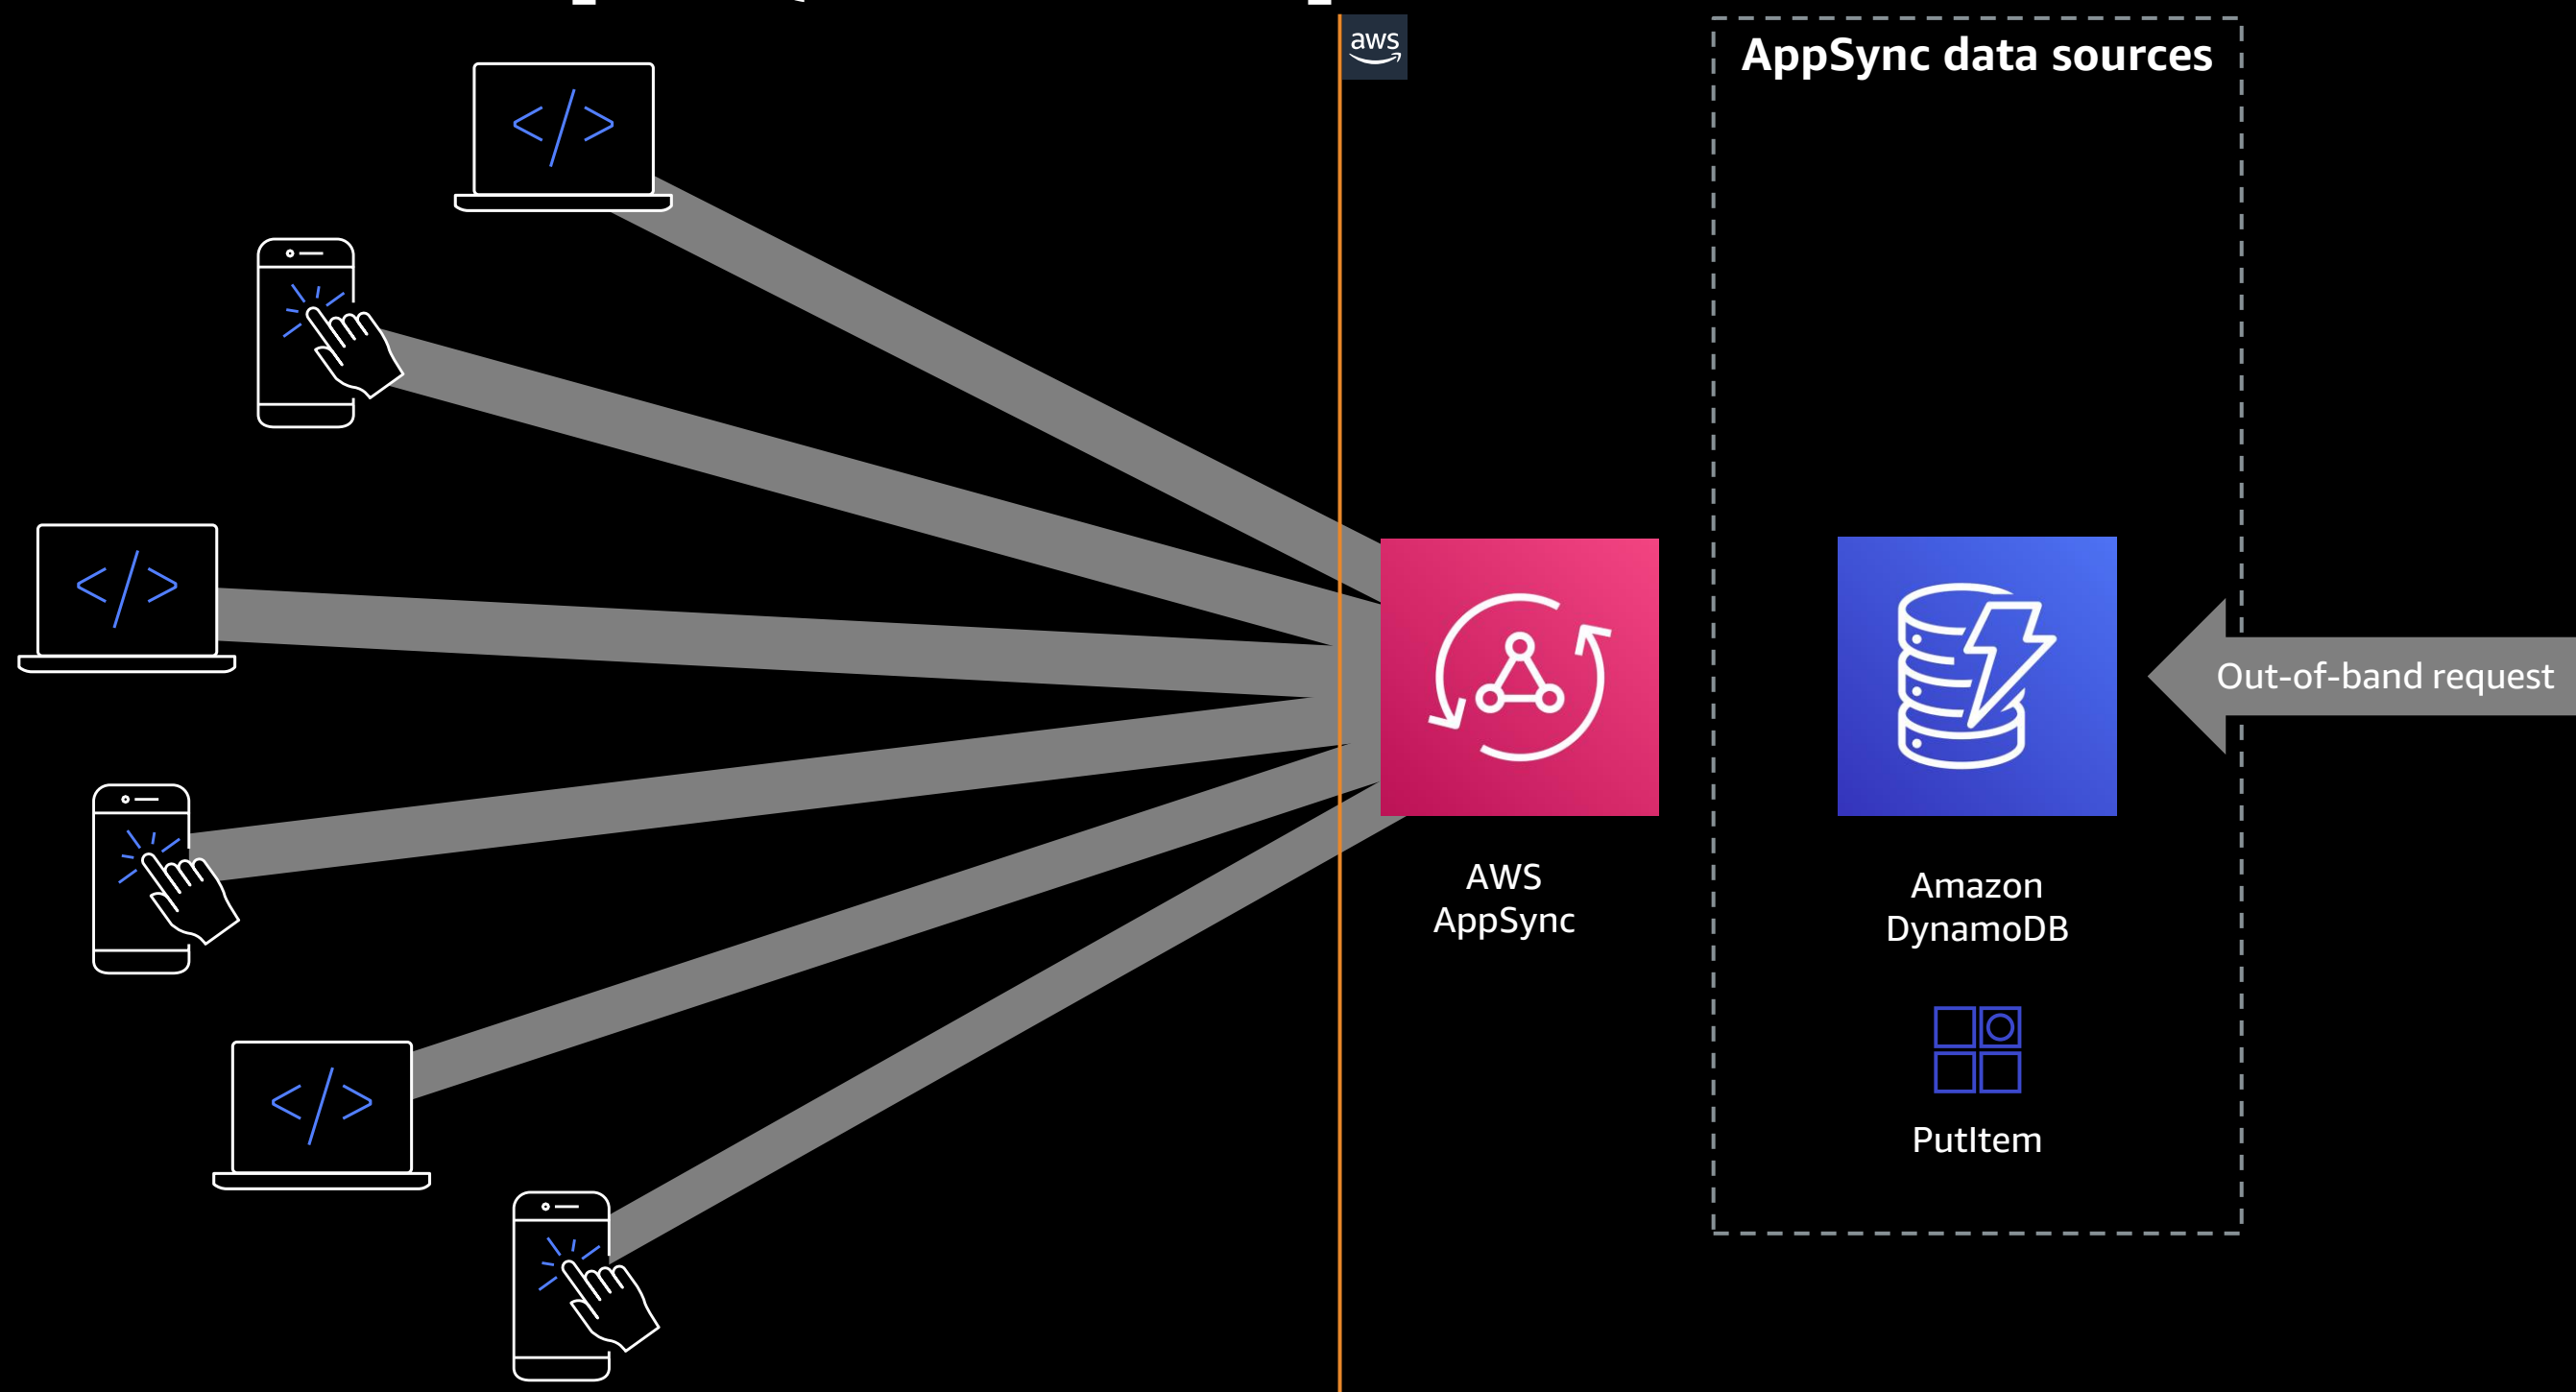 aws
AppSync data sources
Out-of-band request
AWS
AppSync
Amazon
DynamoDB
PutItem